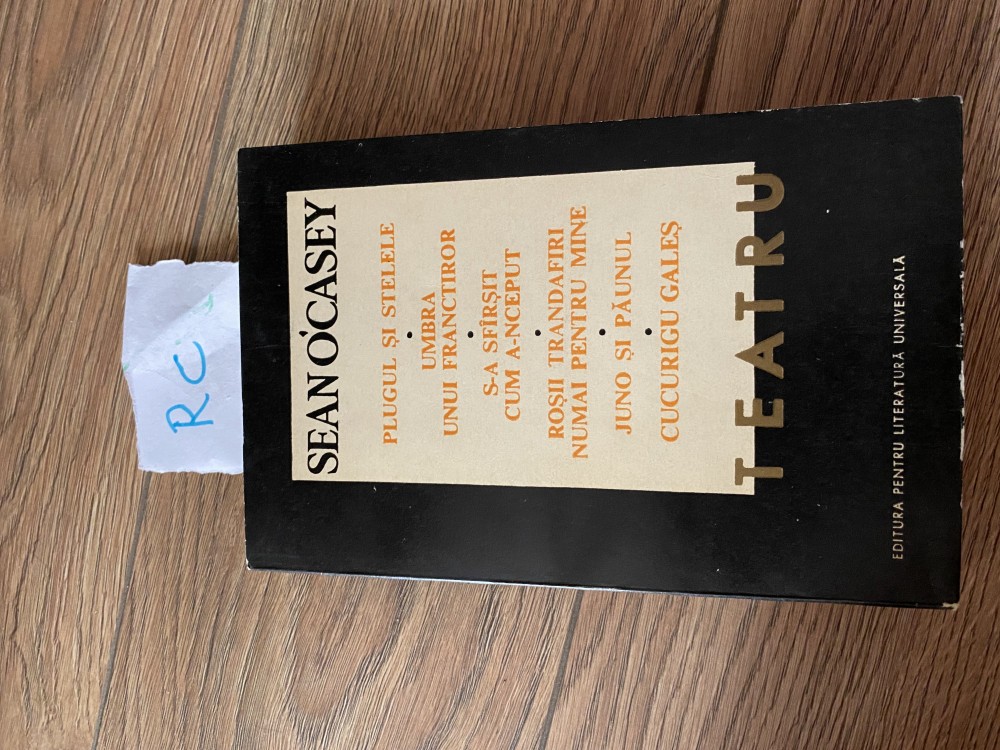 RC
SEAN O'CASEY
PLUGUL ȘI STELELE
•
UMBRA
UNUI FRANCTIROR
•
S-A SFÎRȘIT
CUM A-NCEPUT
•
ROȘII TRANDAFIRI
NUMAI PENTRU MINE
•
JUNO ȘI PĂUNUL
•
CUCURIGU GALEȘ
TEATRU
EDITURA PENTRU LITERATURĂ UNIVERSALĂ